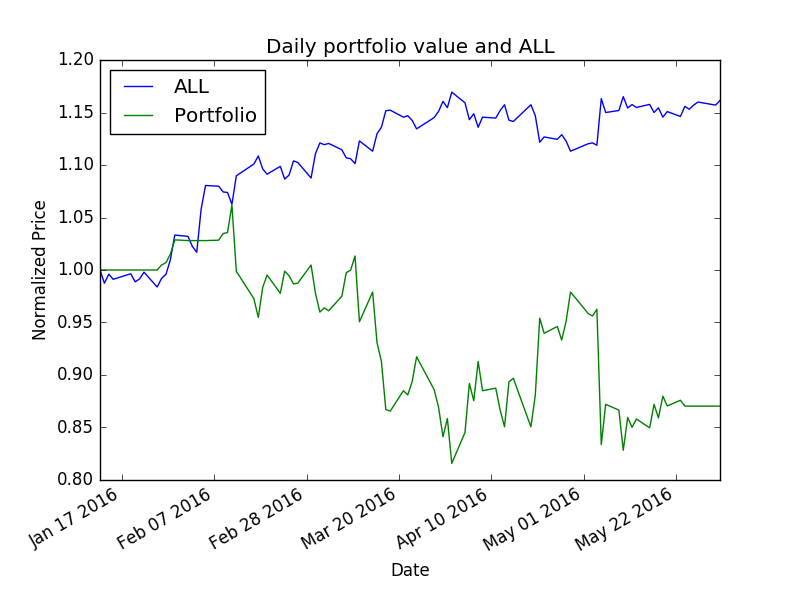 Daily portfolio value and ALL
1.20
1.15
1.10
1.05
1.00
0.95
0.90
0.85
0.80
Normalized Price
ALL
Portfolio
Jan 17 2016
Feb 07 2016
Feb 28 2016
Mar 20 2016
Apr 10 2016
May 01 2016
May 22 2016
Date